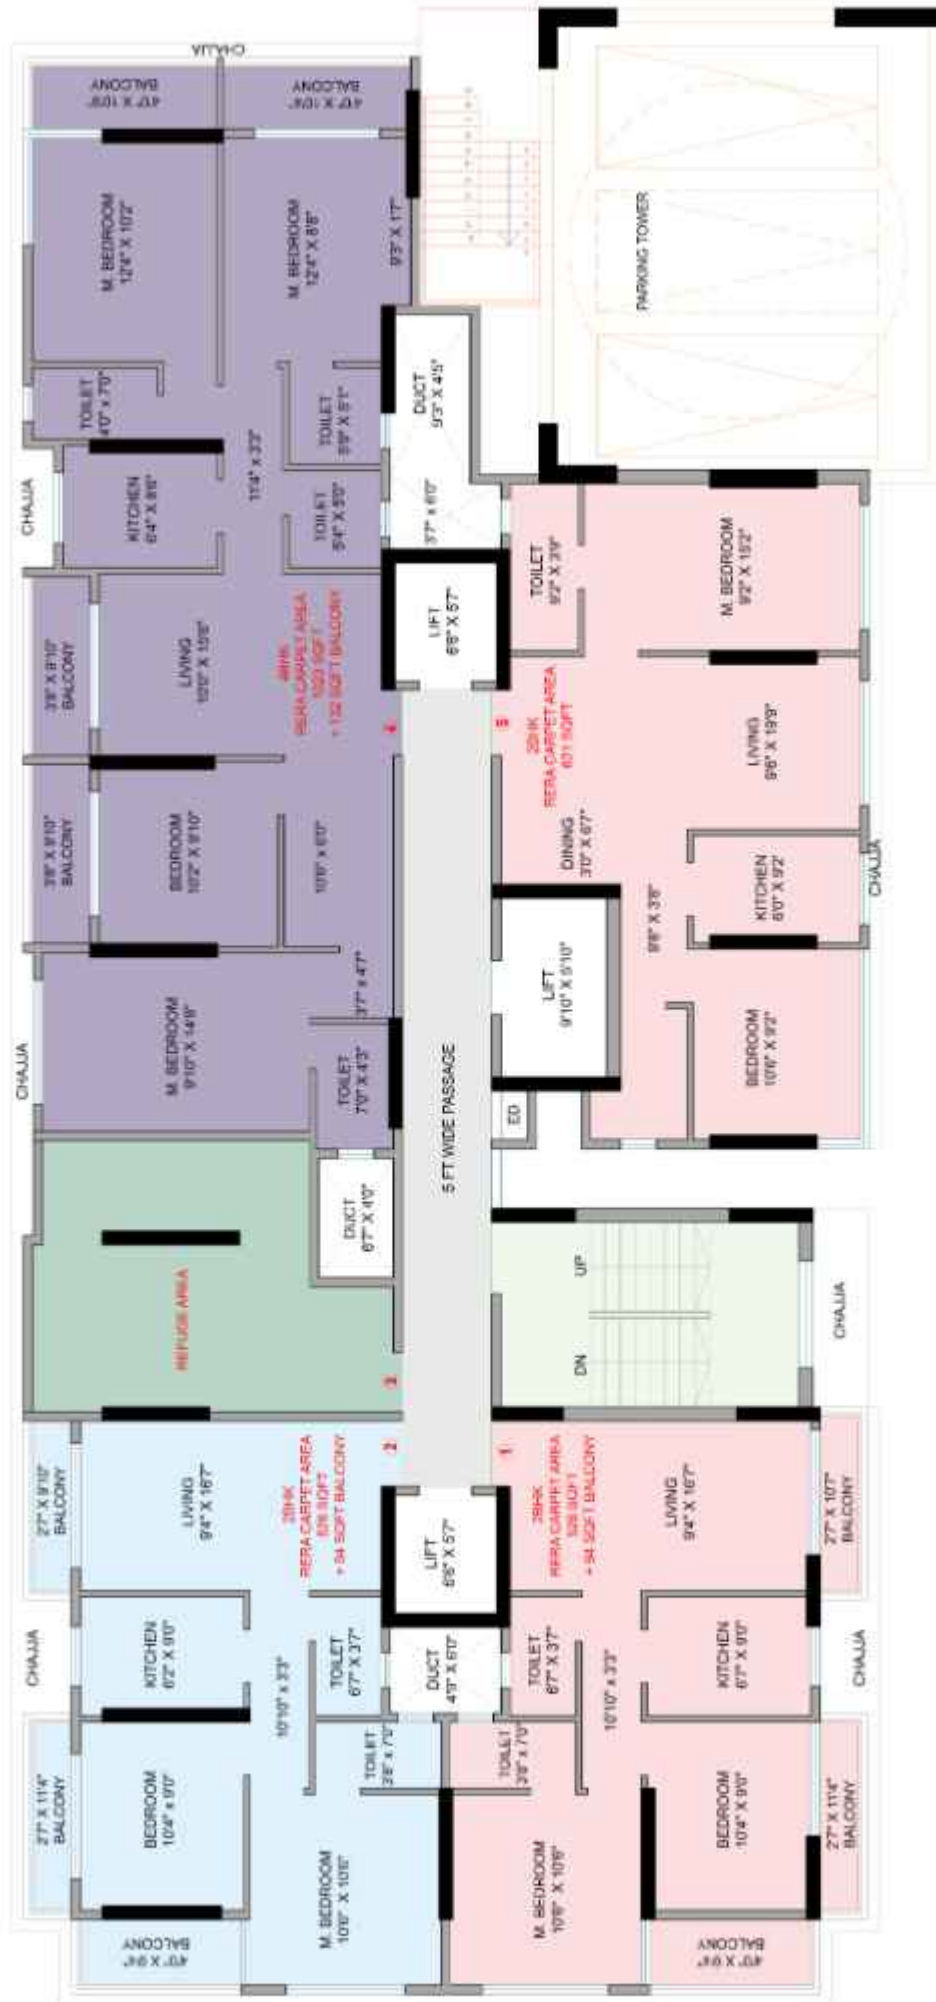 CHAJJA
4'0" X 10'8"
BALCONY
4'0" X 10'8"
BALCONY
M. BEDROOM
12'4" X 10'2"
M. BEDROOM
12'4" X 8'8"
9'3" X 1'7"
TOILET
4'0" x 7'0"
TOILET
5'9" X 5'1"
DUCT
9'3" X 4'5"
3'7" x 6'0"
PARKING TOWER
CHAJJA
KITCHEN
6'4" X 8'6"
11'4" x 3'3"
TOILET
5'4" X 5'0"
LIFT
6'6" X 5'7"
3'8" X 9'10"
BALCONY
LIVING
4BHK
RERA CARPET AREA
1023 SQFT
+ 132 SQFT BALCONY
4
3'8" X 9'10"
BALCONY
BEDROOM
10'2" X 9'10"
10'6" x 6'0"
CHAJJA
M. BEDROOM
9'10" X 14'9"
3'7" x 4'7"
TOILET
7'0" X 4'3"
TOILET
9'2" X 3'9"
M. BEDROOM
9'2" X 15'2"
5
2BHK
RERA CARPET AREA
601 SQFT
LIVING
9'6" X 19'9"
DINING
3'0" X 6'7"
KITCHEN
6'0" X 9'2"
CHAJJA
9'6" X 3'6"
LIFT
9'10" X 5'10"
BEDROOM
10'6" X 9'2"
ED
5 FT WIDE PASSAGE
DUCT
6'7" X 4'0"
REFUGE AREA
3
UP
DN
CHAJJA
2'7" X 9'10"
BALCONY
LIVING
9'4" X 16'7"
2BHK
RERA CARPET AREA
526 SQFT
+ 94 SQFT BALCONY
2
1
2BHK
RERA CARPET AREA
526 SQFT
+ 94 SQFT BALCONY
LIVING
9'4" X 16'7"
2'7" X 10'7"
BALCONY
LIFT
6'6" X 5'7"
CHAJJA
KITCHEN
6'2" X 9'0"
10'10" x 3'3"
TOILET
6'7" X 3'7"
DUCT
4'9" X 6'0"
TOILET
6'7" X 3'7"
10'10" x 3'3"
KITCHEN
6'7" X 9'0"
CHAJJA
2'7" X 11'4"
BALCONY
BEDROOM
10'4" x 9'0"
TOILET
3'8" x 7'0"
TOILET
3'8" x 7'0"
BEDROOM
10'4" X 9'0"
2'7" X 11'4"
BALCONY
M. BEDROOM
10'6" X 10'6"
M. BEDROOM
10'6" X 10'6"
4'0" X 9'4"
BALCONY
4'0" X 9'4"
BALCONY